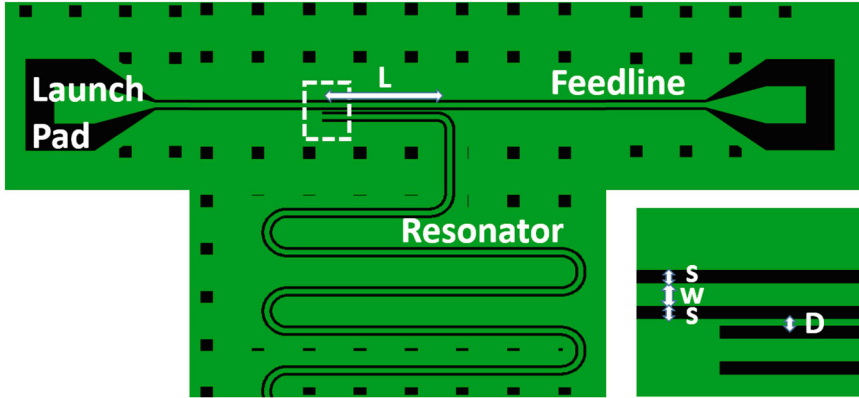 L
Launch
Pad
Feedline
Resonator
S
W
S
D